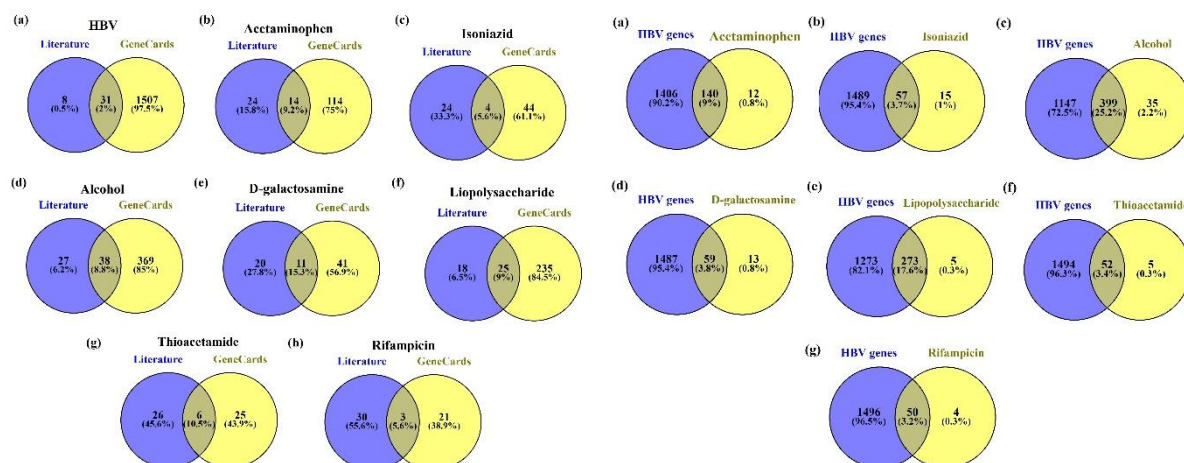 (a)
HBV
Literature
GeneCards
8
(0.5%)
31
(2%)
1507
(97.5%)
(b)
Acetaminophen
Literature
GeneCards
24
(15.8%)
14
(9.2%)
114
(75%)
(c)
Isoniazid
Literature
GeneCards
24
(33.3%)
4
(5.6%)
44
(61.1%)
(d)
Alcohol
Literature
GeneCards
27
(6.2%)
38
(8.8%)
369
(85%)
(e)
D-galactosamine
Literature
GeneCards
20
(27.8%)
11
(15.3%)
41
(56.9%)
(f)
Liopolysaccharide
Literature
GeneCards
18
(6.5%)
25
(9%)
235
(84.5%)
(g)
Thioacetamide
Literature
GeneCards
26
(45.6%)
6
(10.5%)
25
(43.9%)
(h)
Rifampicin
Literature
GeneCards
30
(55.6%)
3
(5.6%)
21
(38.9%)
(a)
HBV genes
Acetaminophen
1406
(90.2%)
140
(9%)
12
(0.8%)
(b)
HBV genes
Isoniazid
1489
(95.4%)
57
(3.7%)
15
(1%)
(c)
HBV genes
Alcohol
1147
(72.5%)
399
(25.2%)
35
(2.2%)
(d)
HBV genes
D-galactosamine
1487
(95.4%)
59
(3.8%)
13
(0.8%)
(e)
HBV genes
Lipopolysaccharide
1273
(82.1%)
273
(17.6%)
5
(0.3%)
(f)
HBV genes
Thioacetamide
1494
(96.3%)
52
(3.4%)
5
(0.3%)
(g)
HBV genes
Rifampicin
1496
(96.5%)
50
(3.2%)
4
(0.3%)